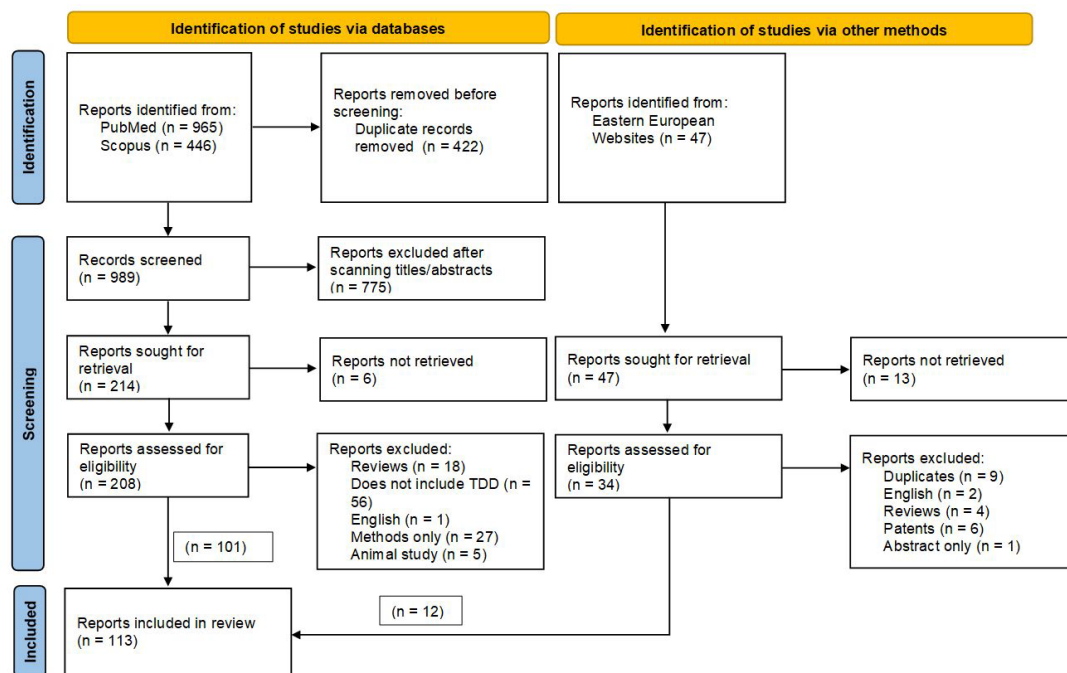 Identification of studies via databases
Identification of studies via other methods
Identification
Reports identified from:
PubMed (n = 965)
Scopus (n = 446)
Reports removed before
screening:
Duplicate records
removed (n = 422)
Reports identified from:
Eastern European
Websites (n = 47)
Screening
Records screened
(n = 989)
Reports excluded after
scanning titles/abstracts
(n = 775)
Reports sought for
retrieval
(n = 214)
Reports not retrieved
(n = 6)
Reports sought for retrieval
(n = 47)
Reports not retrieved
(n = 13)
Reports assessed for
eligibility
(n = 208)
Reports excluded:
Reviews (n = 18)
Does not include TDD (n =
56)
English (n = 1)
Methods only (n = 27)
Animal study (n = 5)
Reports assessed for
eligibility
(n = 34)
Reports excluded:
Duplicates (n = 9)
English (n = 2)
Reviews (n = 4)
Patents (n = 6)
Abstract only (n = 1)
(n = 101)
(n = 12)
Included
Reports included in review
(n = 113)